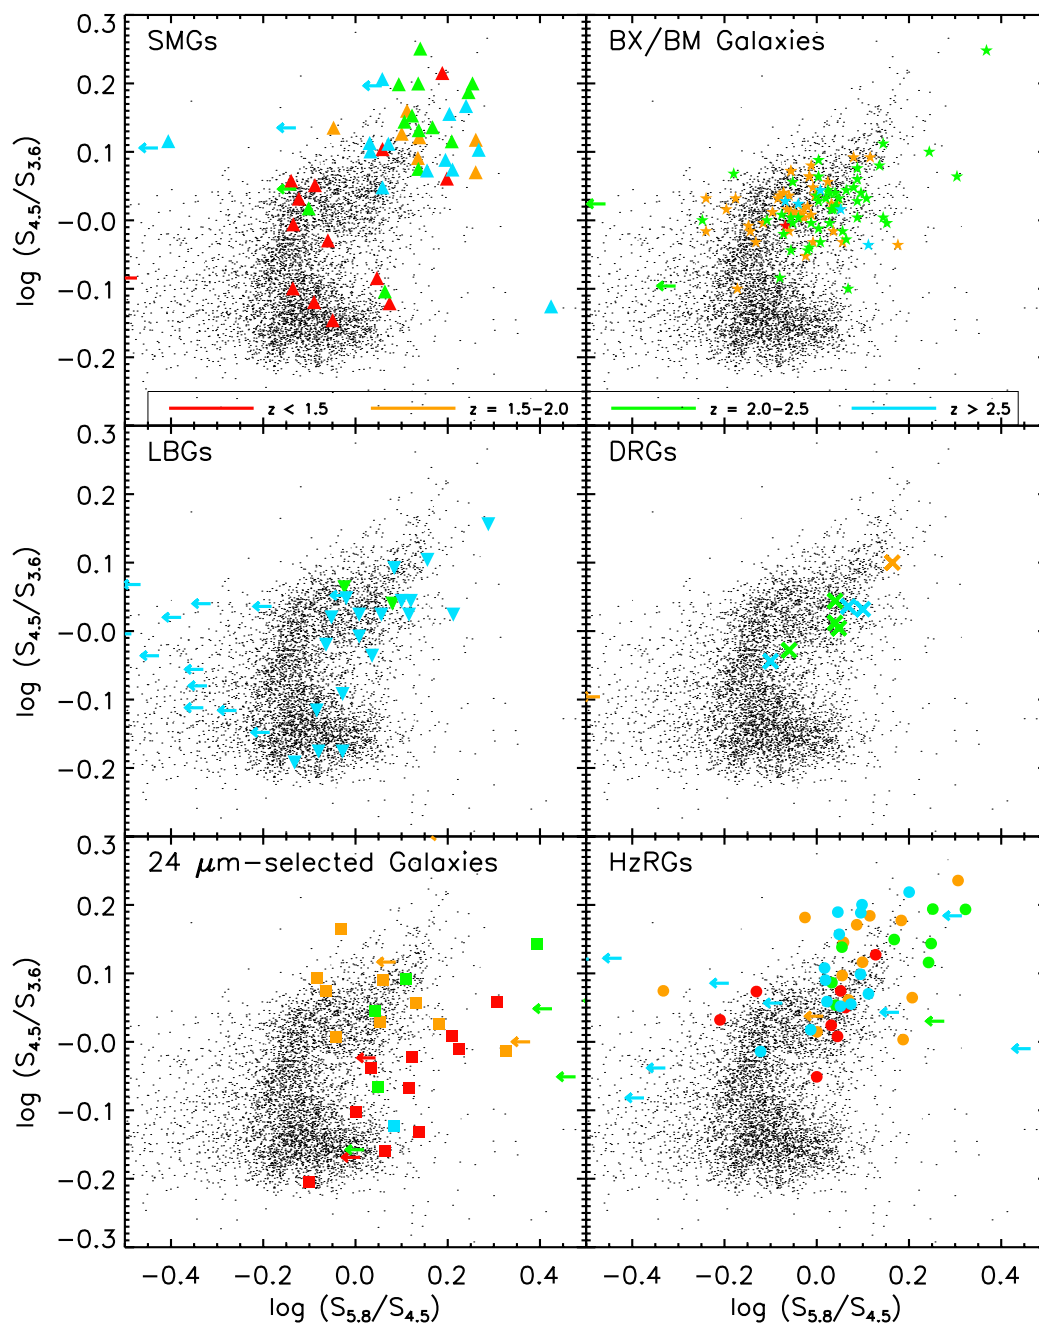 SMGs
BX/BM Galaxies
0.3
0.2
0.1
−0.0
−0.1
−0.2
log (S4.5/S3.6)
z < 1.5
z = 1.5−2.0
z = 2.0−2.5
z > 2.5
LBGs
DRGs
0.3
0.2
0.1
−0.0
−0.1
−0.2
log (S4.5/S3.6)
24 μm−selected Galaxies
HzRGs
0.3
0.2
0.1
−0.0
−0.1
−0.2
−0.3
log (S4.5/S3.6)
−0.4 −0.2 0.0 0.2 0.4
−0.4 −0.2 0.0 0.2 0.4
log (S5.8/S4.5)
log (S5.8/S4.5)